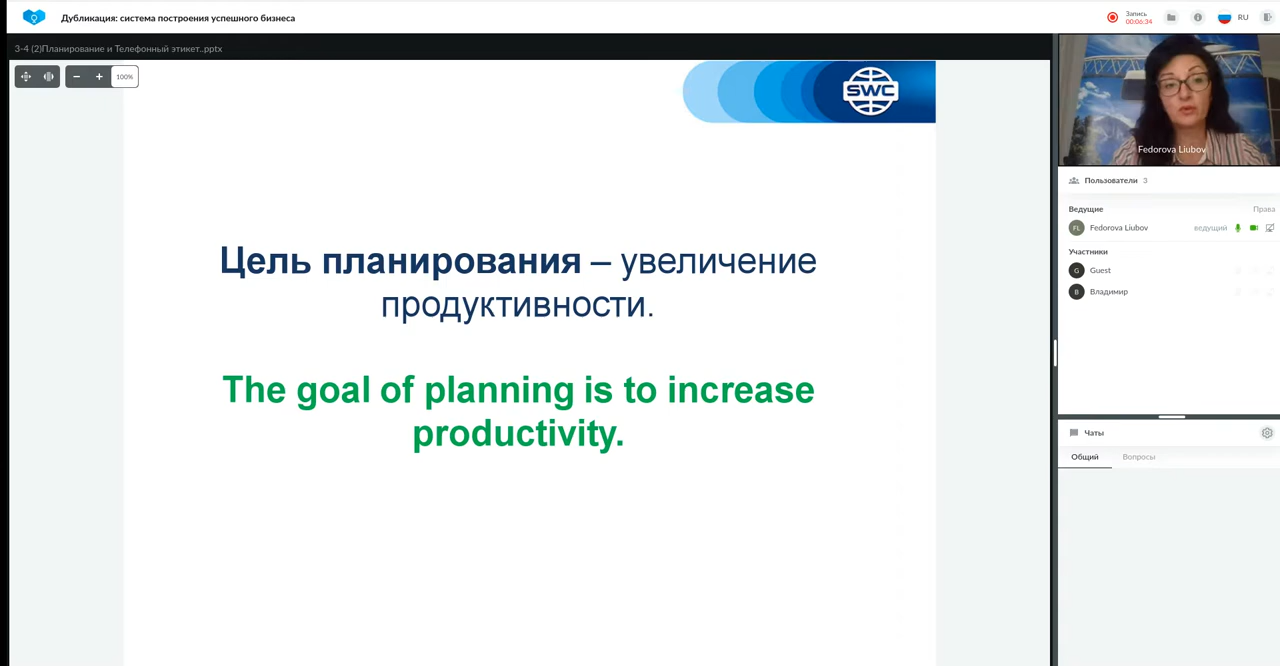 Дубликация: система построения успешного бизнеса
Запись
00:06:34
RU
3-4 (2)Планирование и Телефонный этикет..pptx
100%
SWC
Цель планирования – увеличение
продуктивности.
The goal of planning is to increase
productivity.
Fedorova Liubov
Пользователи 3
Ведущие Права
FL Fedorova Liubov ведущий
Участники
G Guest
В Владимир
Чаты
Общий Вопросы